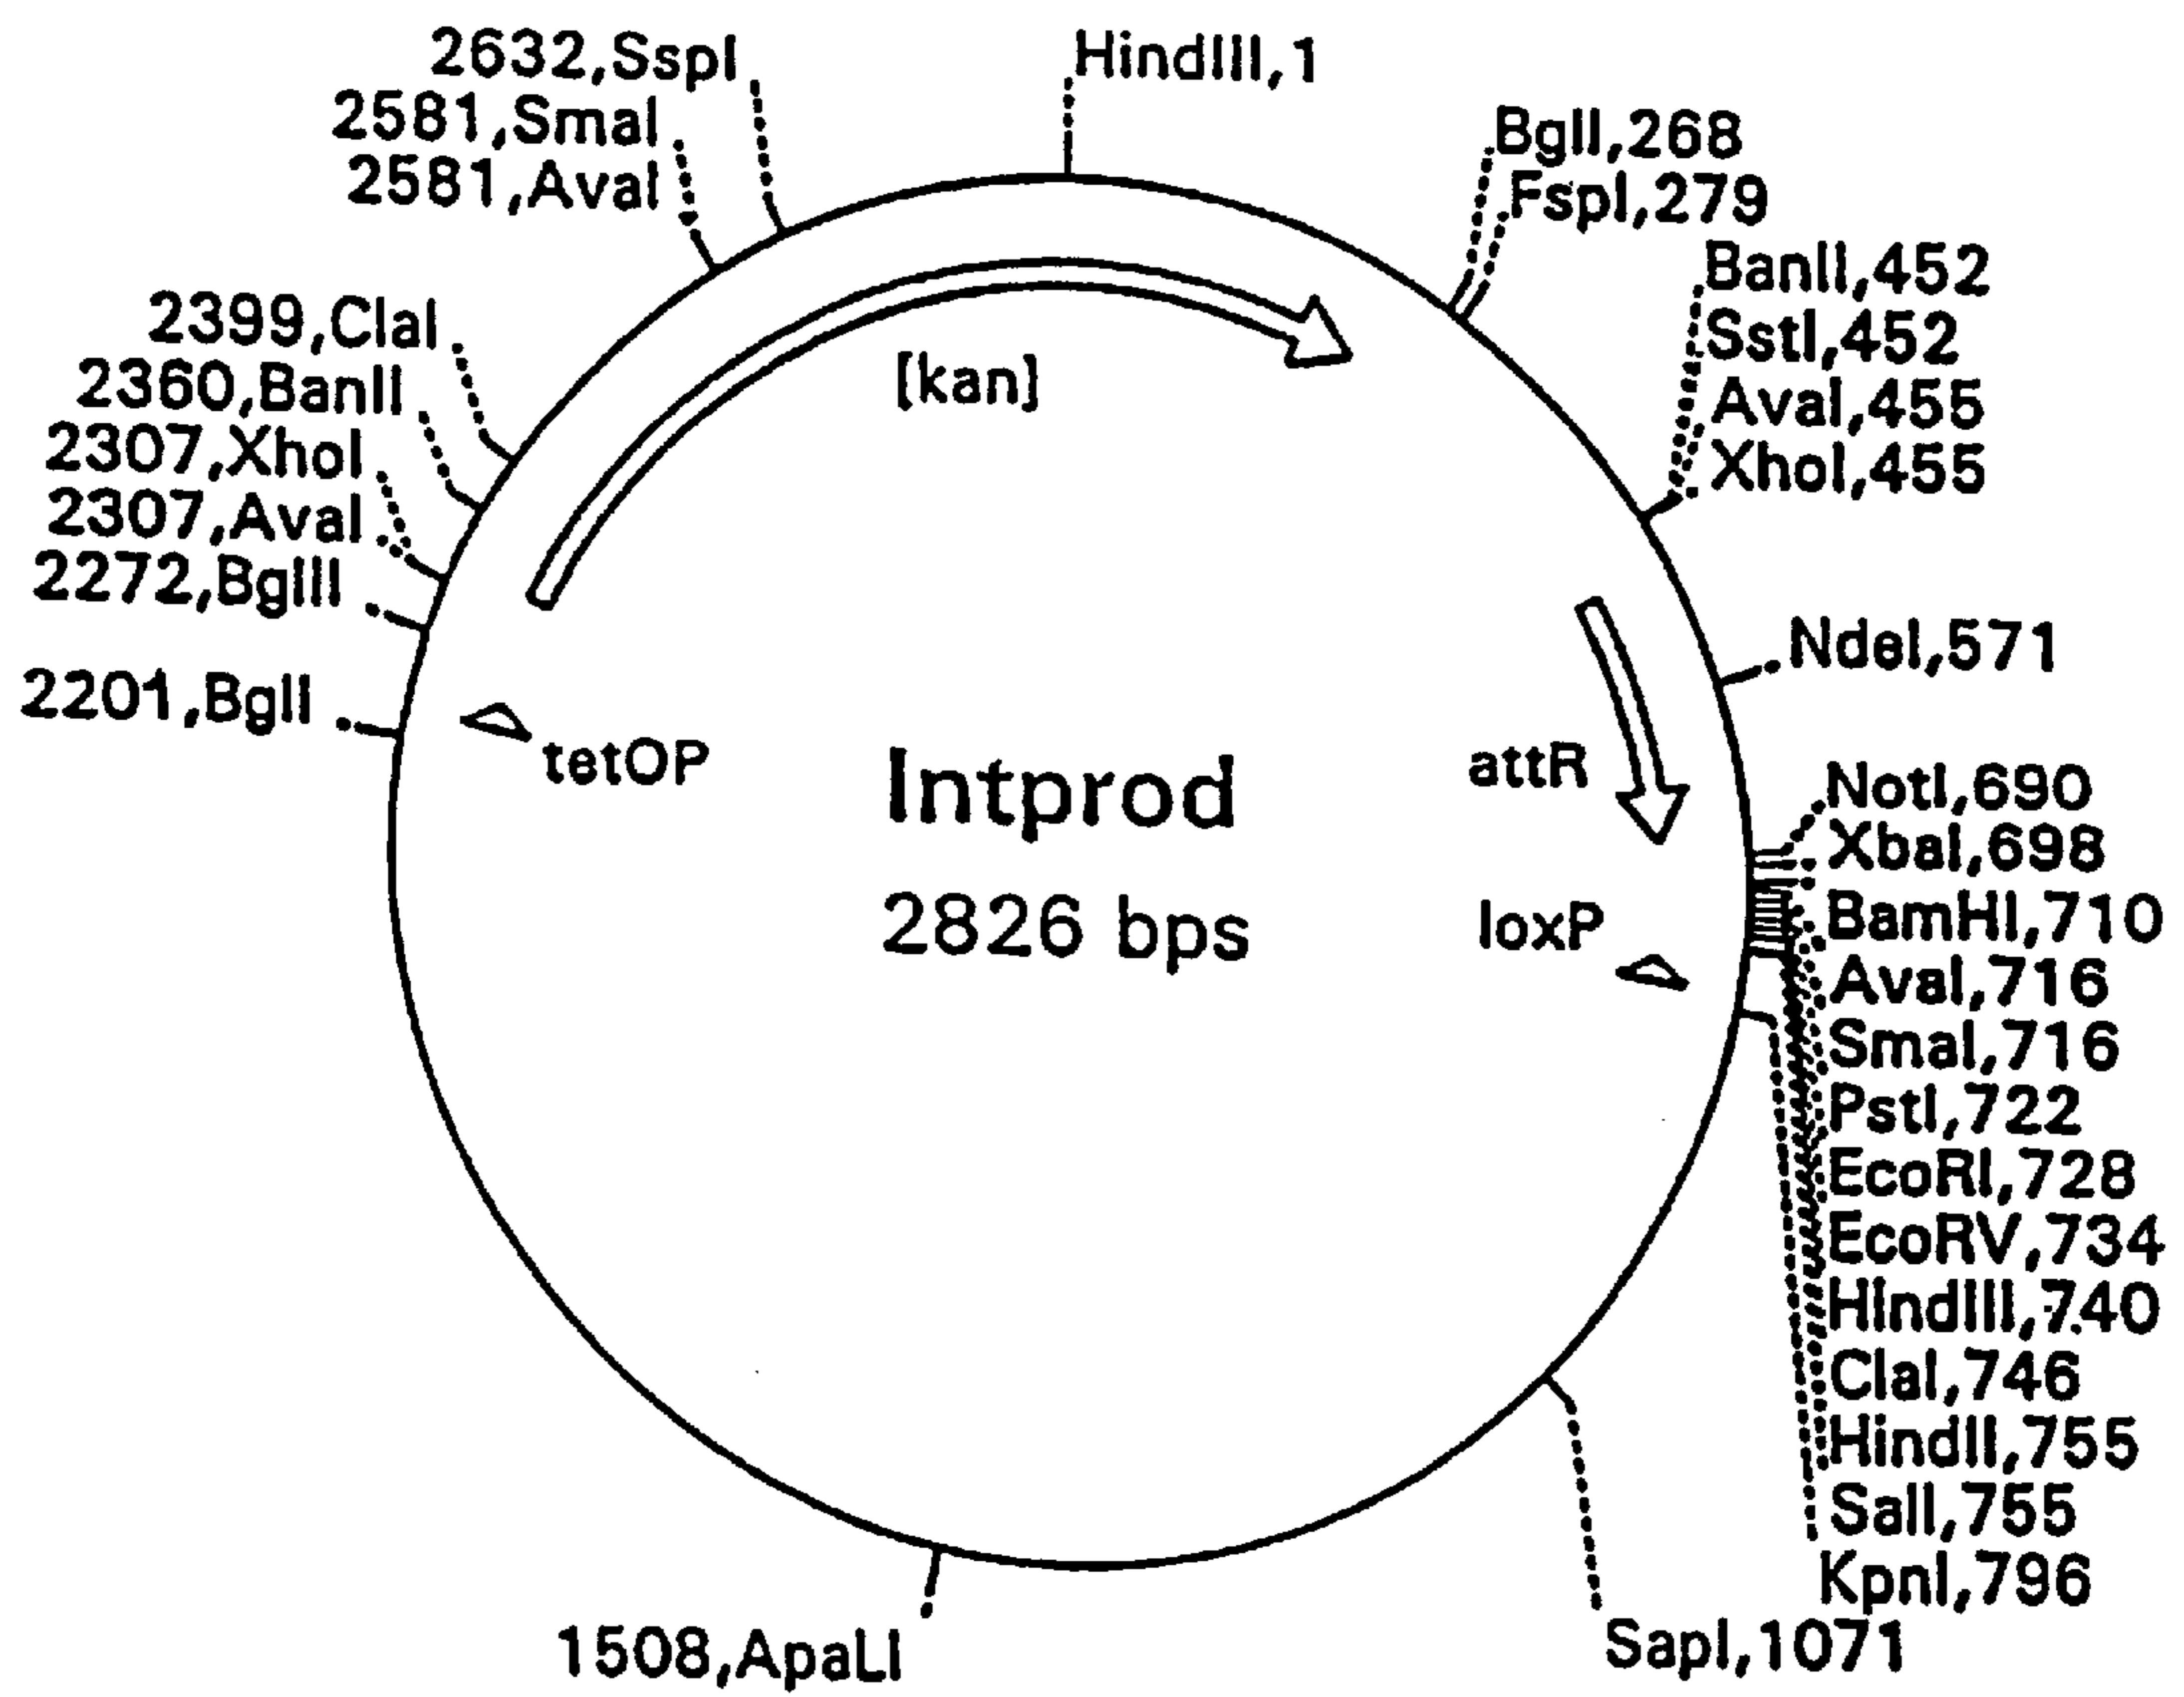 HindIII,1
BglI,268
FspI,279
BanII,452
SstI,452
AvaI,455
XhoI,455
NdeI,571
NotI,690
XbaI,698
BamHI,710
AvaI,716
SmaI,716
PstI,722
EcoRI,728
EcoRV,734
HindIII,740
ClaI,746
HindII,755
SalI,755
KpnI,796
SapI,1071
1508,ApaLI
2201,BglI
2272,BglII
2307,AvaI
2307,XhoI
2360,BanII
2399,ClaI
2581,AvaI
2581,SmaI
2632,SspI
[kan]
tetOP
attR
loxP
Intprod
2826 bps